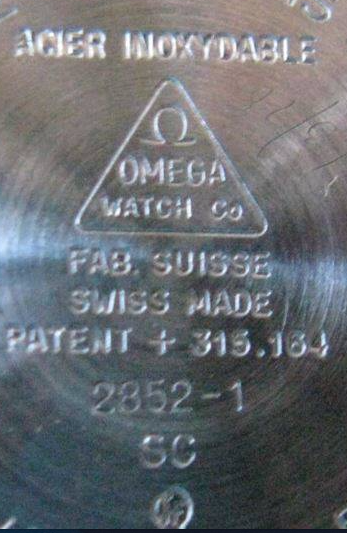 ACIER INOXYDABLE
Ω
OMEGA
WATCH Co
FAB. SUISSE
SWISS MADE
PATENT + 315.164
2852-1
SC